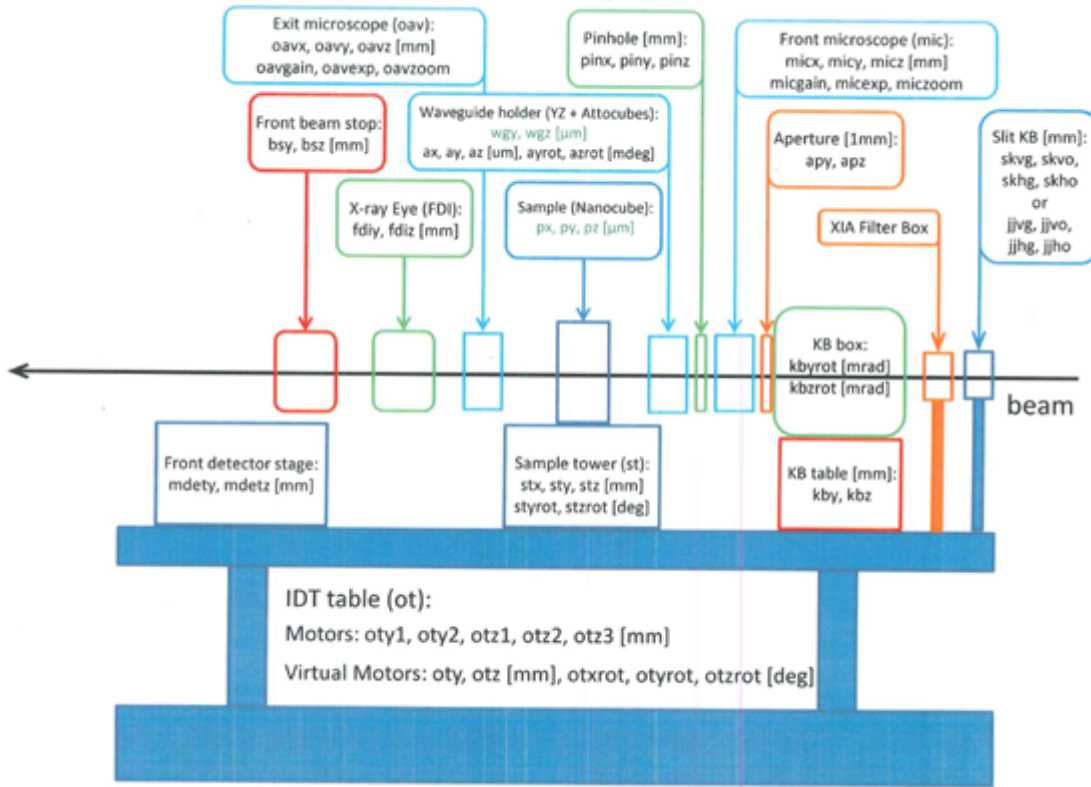 Exit microscope (oav):
oavx, oavy, oavz [mm]
oavgain, oavexp, oavzoom
Pinhole [mm]:
pinx, piny, pinz
Front microscope (mic):
micx, micy, micz [mm]
micgain, micexp, miczoom
Front beam stop:
bsy, bsz [mm]
Waveguide holder (YZ + Attocubes):
wgy, wgz [µm]
ax, ay, az [um], ayrot, azrot [mdeg]
Aperture [1mm]:
apy, apz
Slit KB [mm]:
skvg, skvo,
skhg, skho
or
jjvg, jjvo,
jjhg, jjho
X-ray Eye (FDI):
fdiy, fdiz [mm]
Sample (Nanocube):
px, py, pz [µm]
XIA Filter Box
KB box:
kbyrot [mrad]
kbzrot [mrad]
beam
Front detector stage:
mdety, mdetz [mm]
Sample tower (st):
stx, sty, stz [mm]
styrot, stzrot [deg]
KB table [mm]:
kby, kbz
IDT table (ot):
Motors: oty1, oty2, otz1, otz2, otz3 [mm]
Virtual Motors: oty, otz [mm], otxrot, otyrot, otzrot [deg]